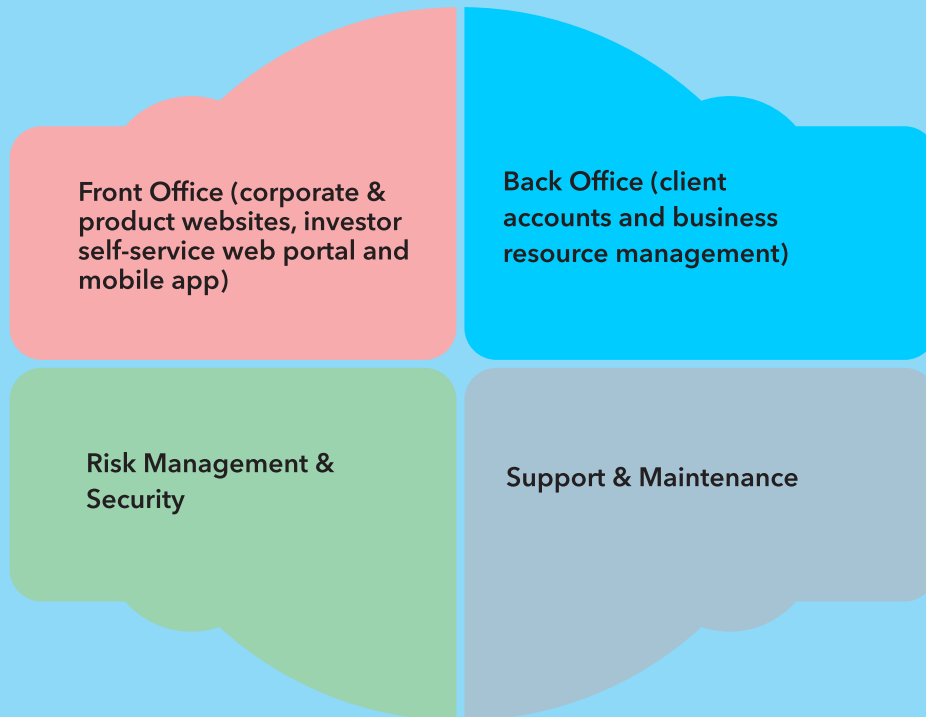 Front Office (corporate &
product websites, investor
self-service web portal and
mobile app)
Back Office (client
accounts and business
resource management)
Risk Management &
Security
Support & Maintenance